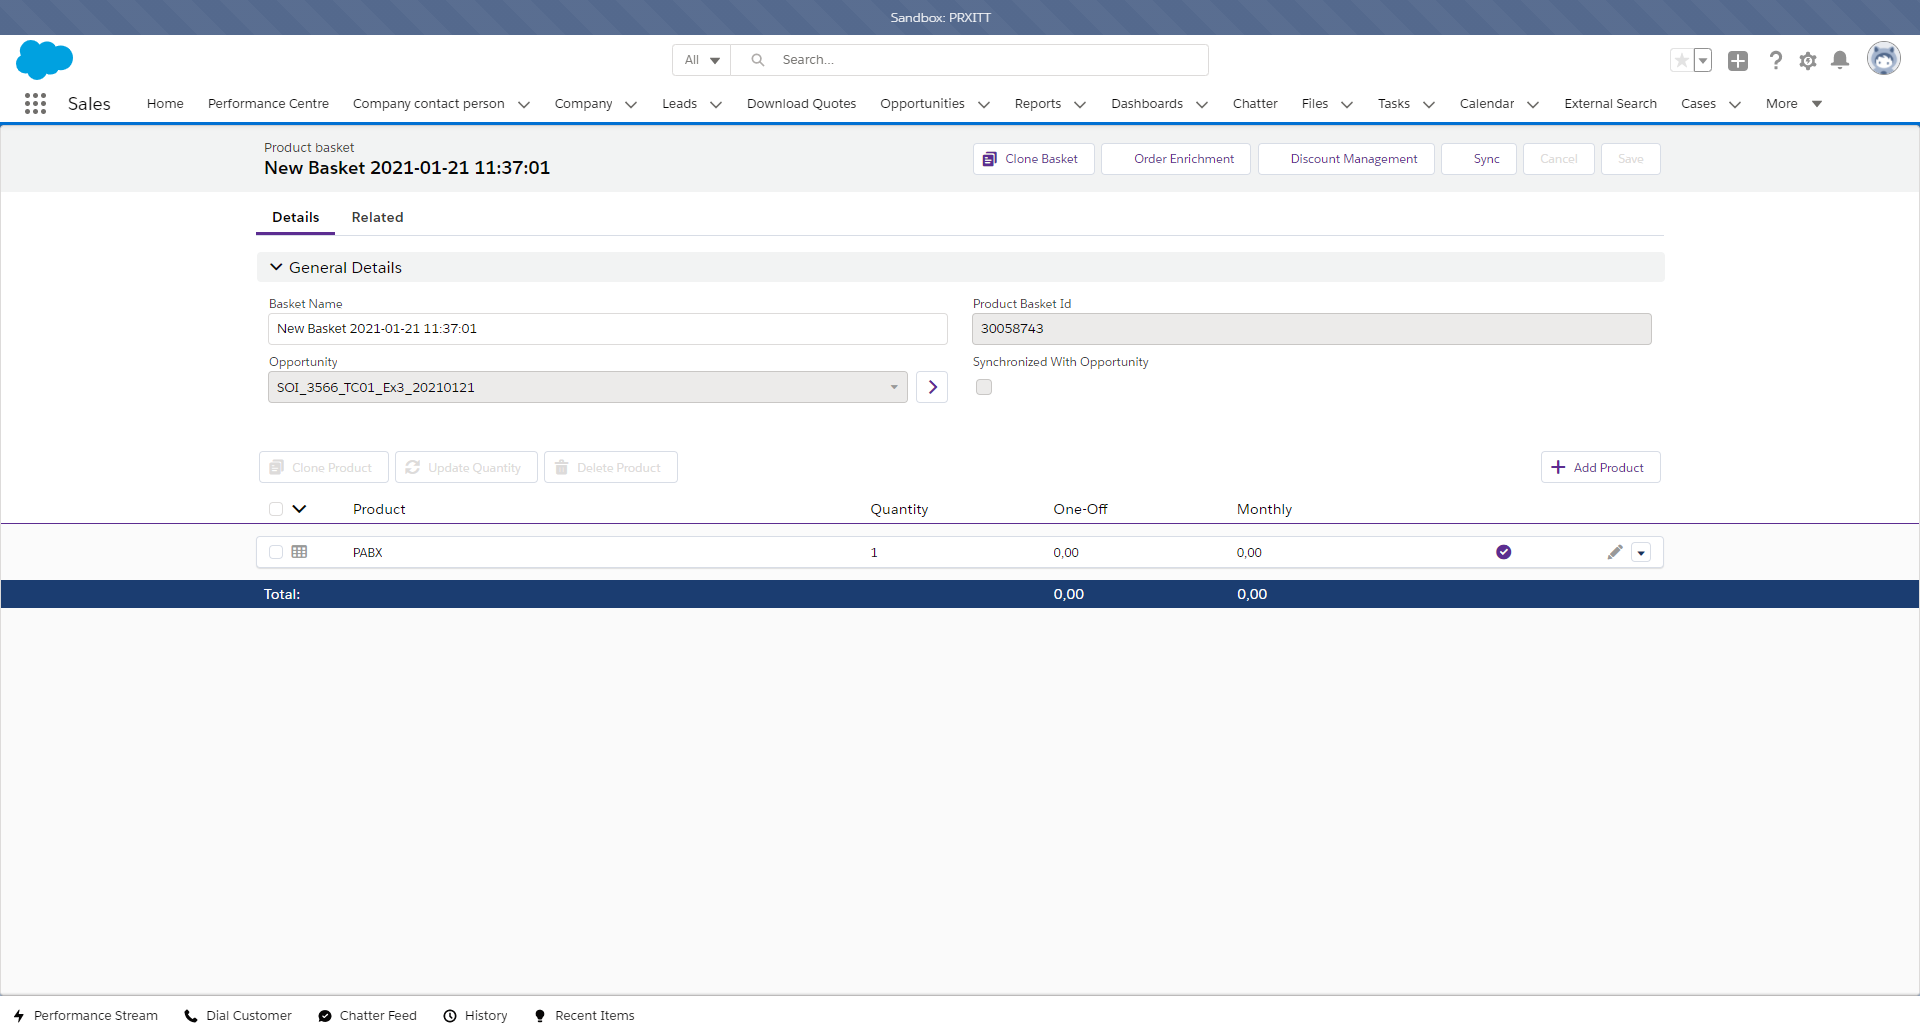 Sandbox: PRXITT
All Search...
Sales Home Performance Centre Company contact person Company Leads Download Quotes Opportunities Reports Dashboards Chatter Files Tasks Calendar External Search Cases More
Product basket
New Basket 2021-01-21 11:37:01
Clone Basket Order Enrichment Discount Management Sync Cancel Save
Details Related
General Details
Basket Name Product Basket Id
New Basket 2021-01-21 11:37:01 30058743
Opportunity Synchronized With Opportunity
SOI_3566_TC01_Ex3_20210121
Clone Product Update Quantity Delete Product Add Product
Product Quantity One-Off Monthly
PABX 1 0,00 0,00
Total: 0,00 0,00
Performance Stream Dial Customer Chatter Feed History Recent Items